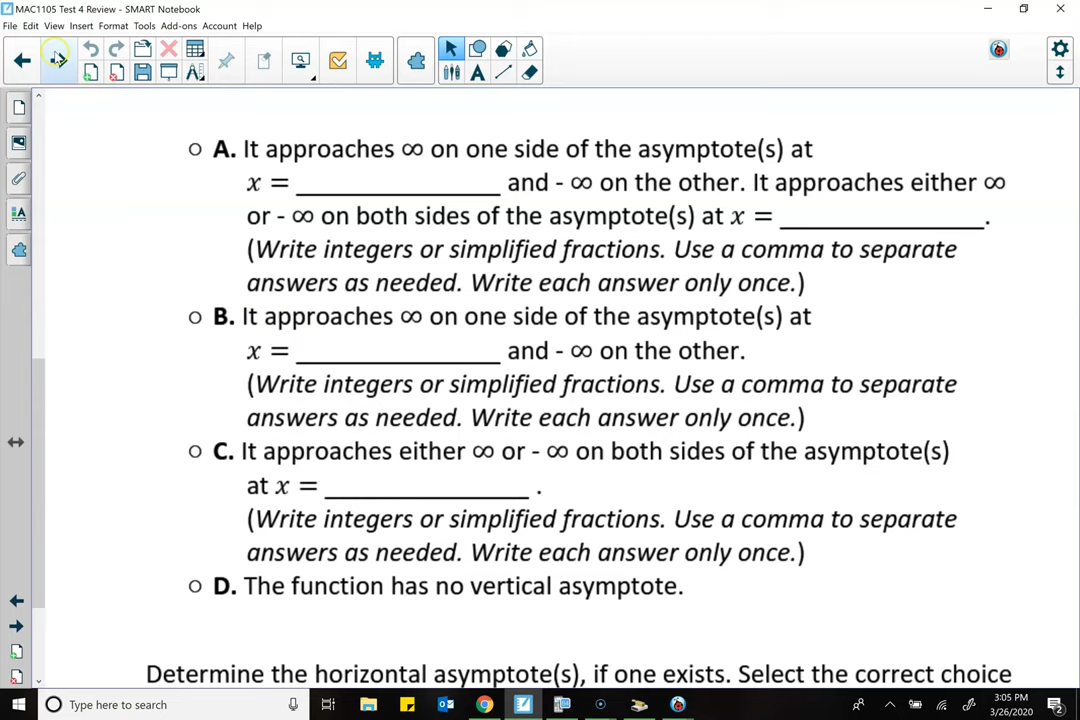 MAC1105 Test 4 Review - SMART Notebook
File Edit View Insert Format Tools Add-ons Account Help
A. It approaches ∞ on one side of the asymptote(s) at
x = _______________ and - ∞ on the other. It approaches either ∞
or - ∞ on both sides of the asymptote(s) at x = _______________.
(Write integers or simplified fractions. Use a comma to separate
answers as needed. Write each answer only once.)
B. It approaches ∞ on one side of the asymptote(s) at
x = _______________ and - ∞ on the other.
(Write integers or simplified fractions. Use a comma to separate
answers as needed. Write each answer only once.)
C. It approaches either ∞ or - ∞ on both sides of the asymptote(s)
at x = _______________ .
(Write integers or simplified fractions. Use a comma to separate
answers as needed. Write each answer only once.)
D. The function has no vertical asymptote.
Determine the horizontal asymptote(s), if one exists. Select the correct choice
Type here to search
3:05 PM
3/26/2020
2